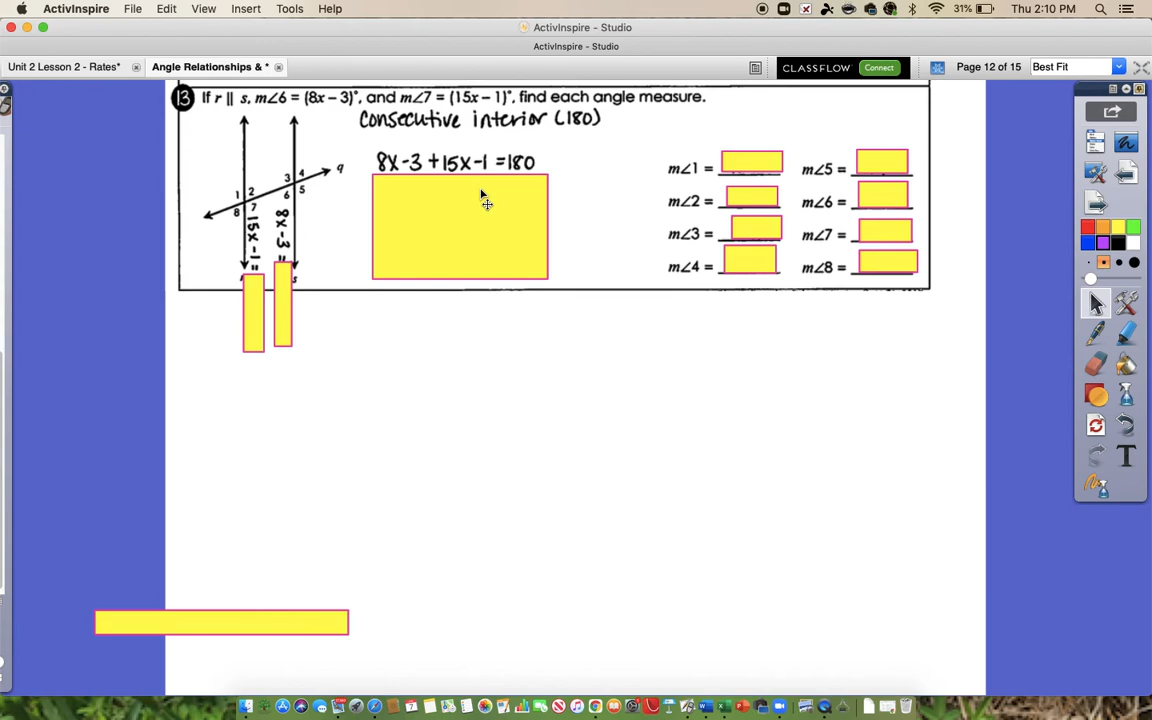 ActivInspire File Edit View Insert Tools Help 31% Thu 2:10 PM
ActivInspire - Studio
ActivInspire - Studio
Unit 2 Lesson 2 - Rates* Angle Relationships & * CLASSFLOW Connect Page 12 of 15 Best Fit
13 If r || s, m∠6 = (8x – 3)°, and m∠7 = (15x – 1)°, find each angle measure.
Consecutive interior (180)
8x-3 +15x-1 =180
q
1 2 3 4
8 7 6 5
15x -1 =
8x -3 =
s
m∠1 = m∠5 =
m∠2 = m∠6 =
m∠3 = m∠7 =
m∠4 = m∠8 =
T